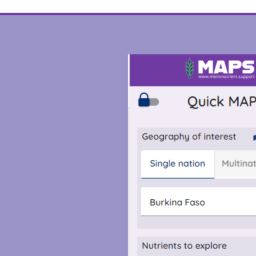 MAPS
www.micronutrient.support
Quick MAP
Geography of interest
Single nation
Multinat
Burkina Faso
Nutrients to explore